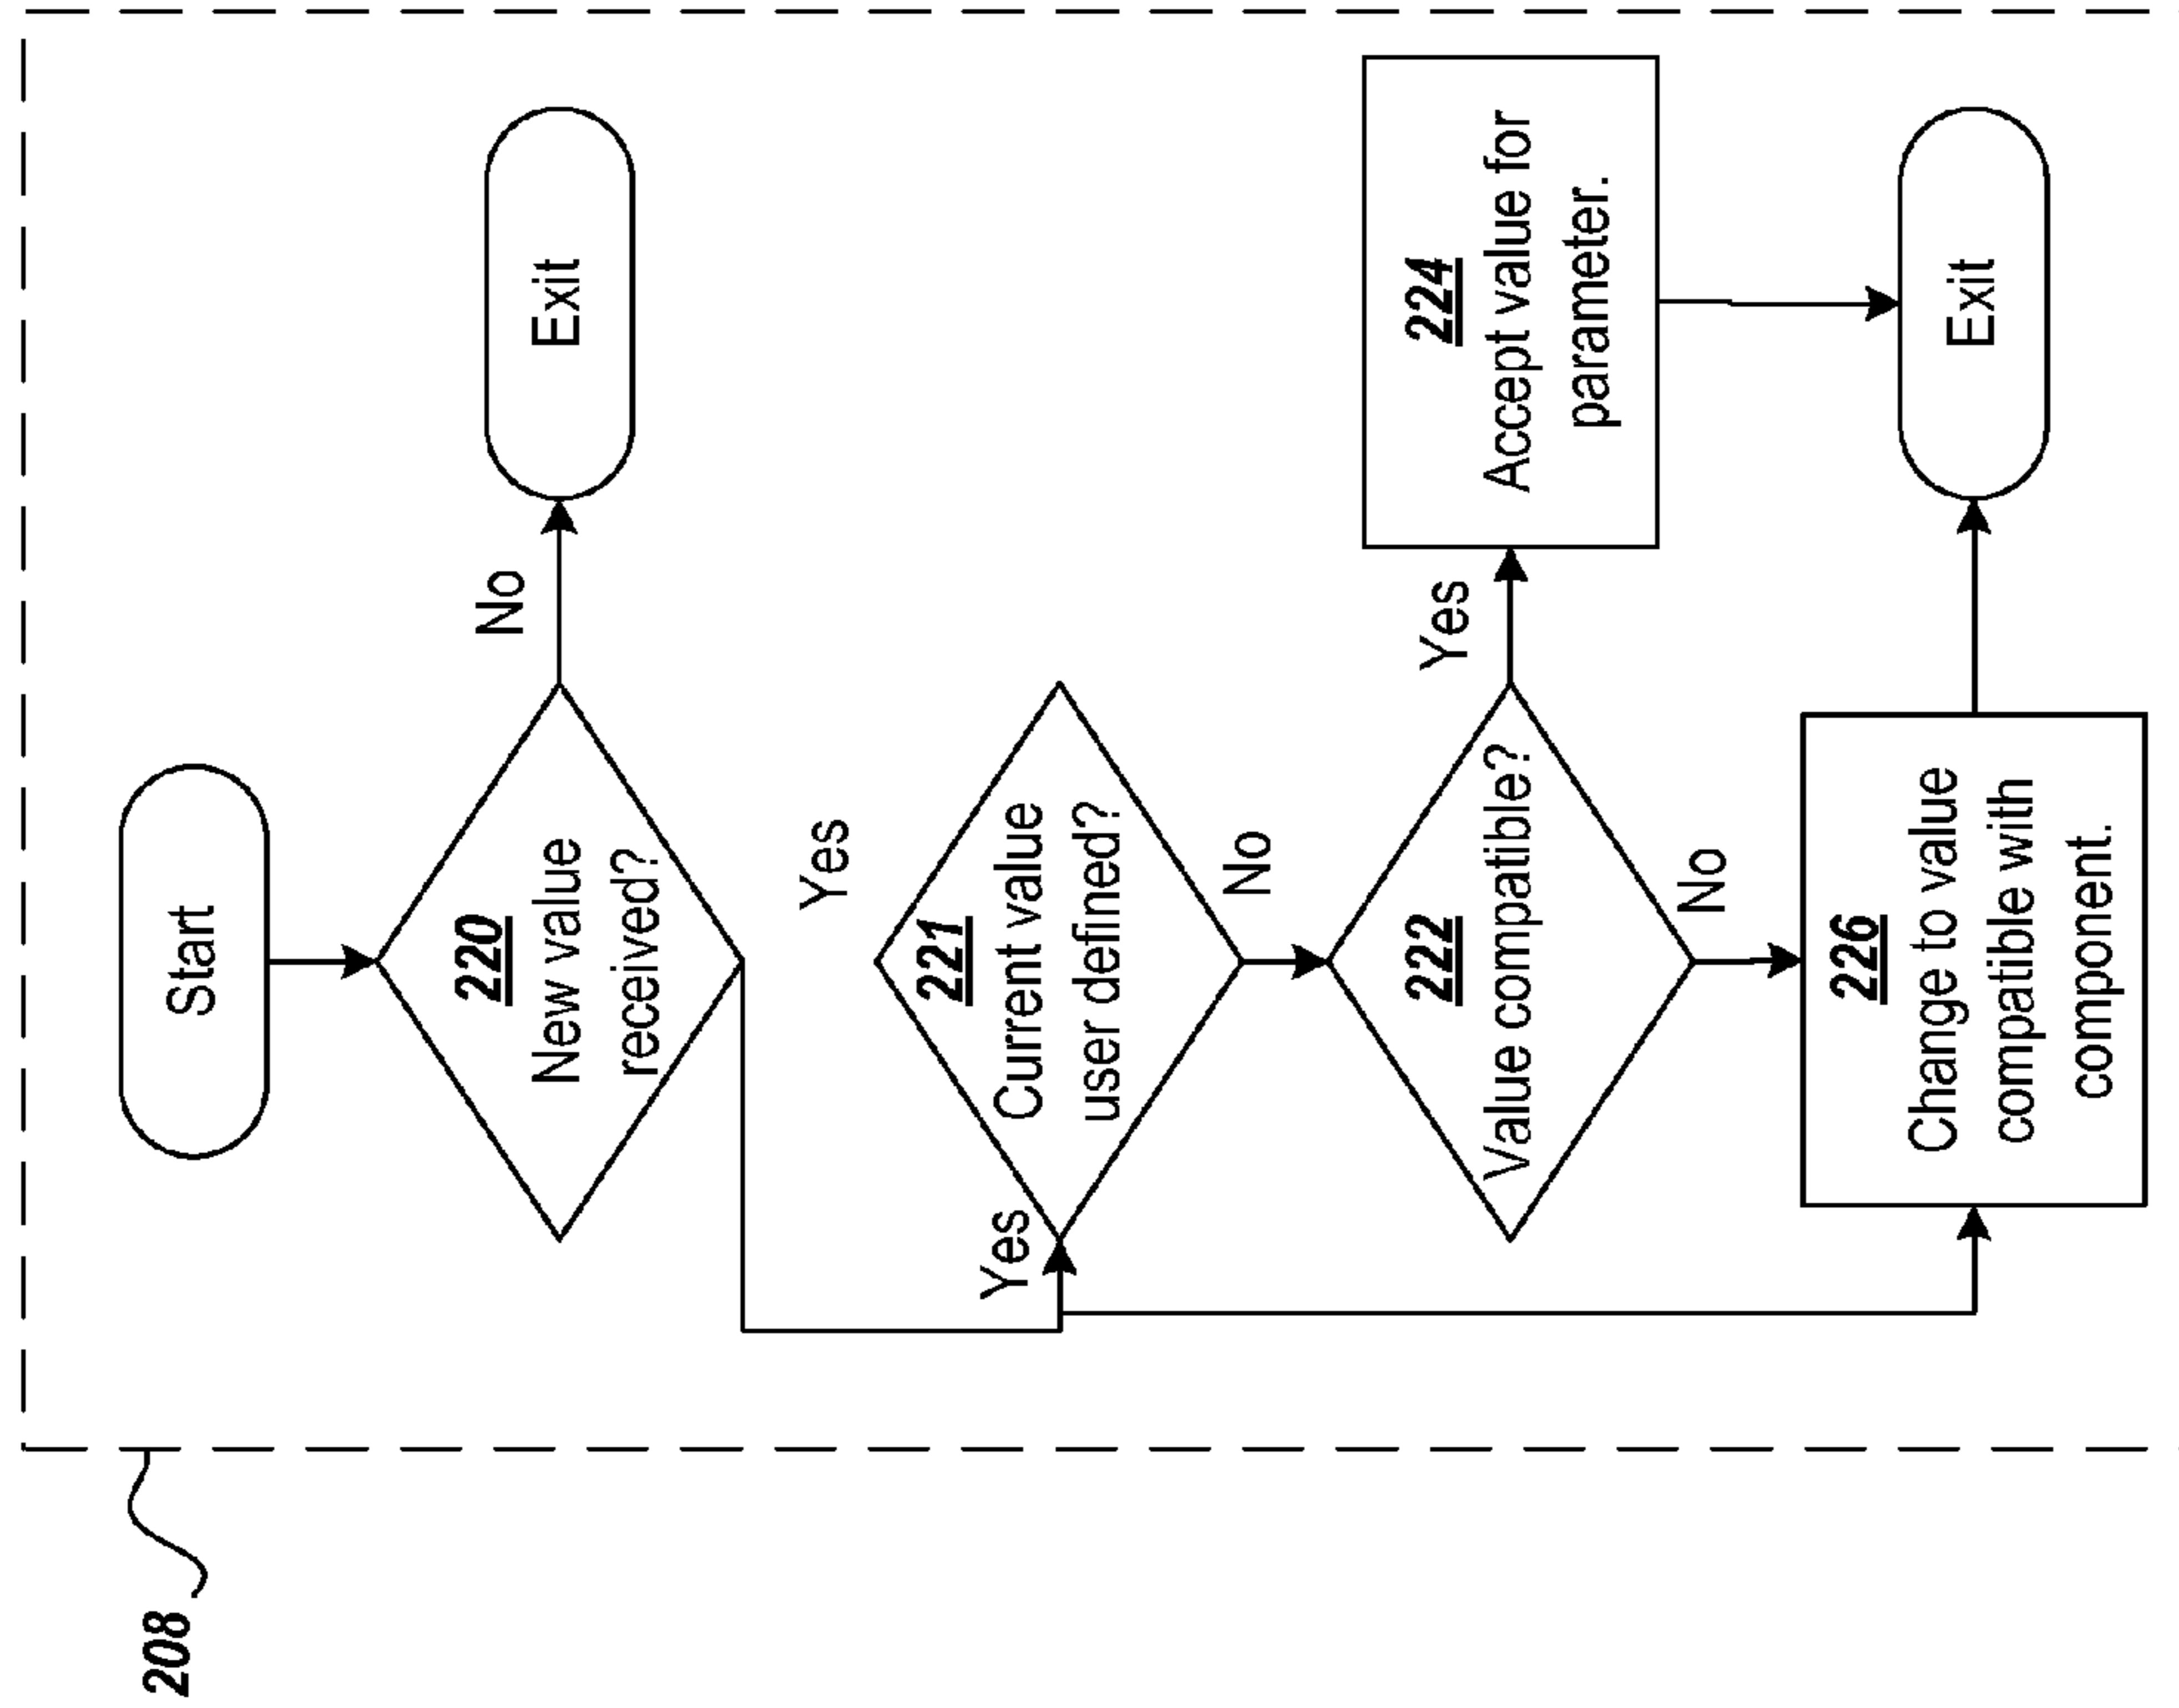 208
Start
220
New value
received?
No
Exit
Yes
221
Current value
user defined?
Yes
No
222
Value compatible?
Yes
224
Accept value for
parameter.
No
226
Change to value
compatible with
component.
Exit